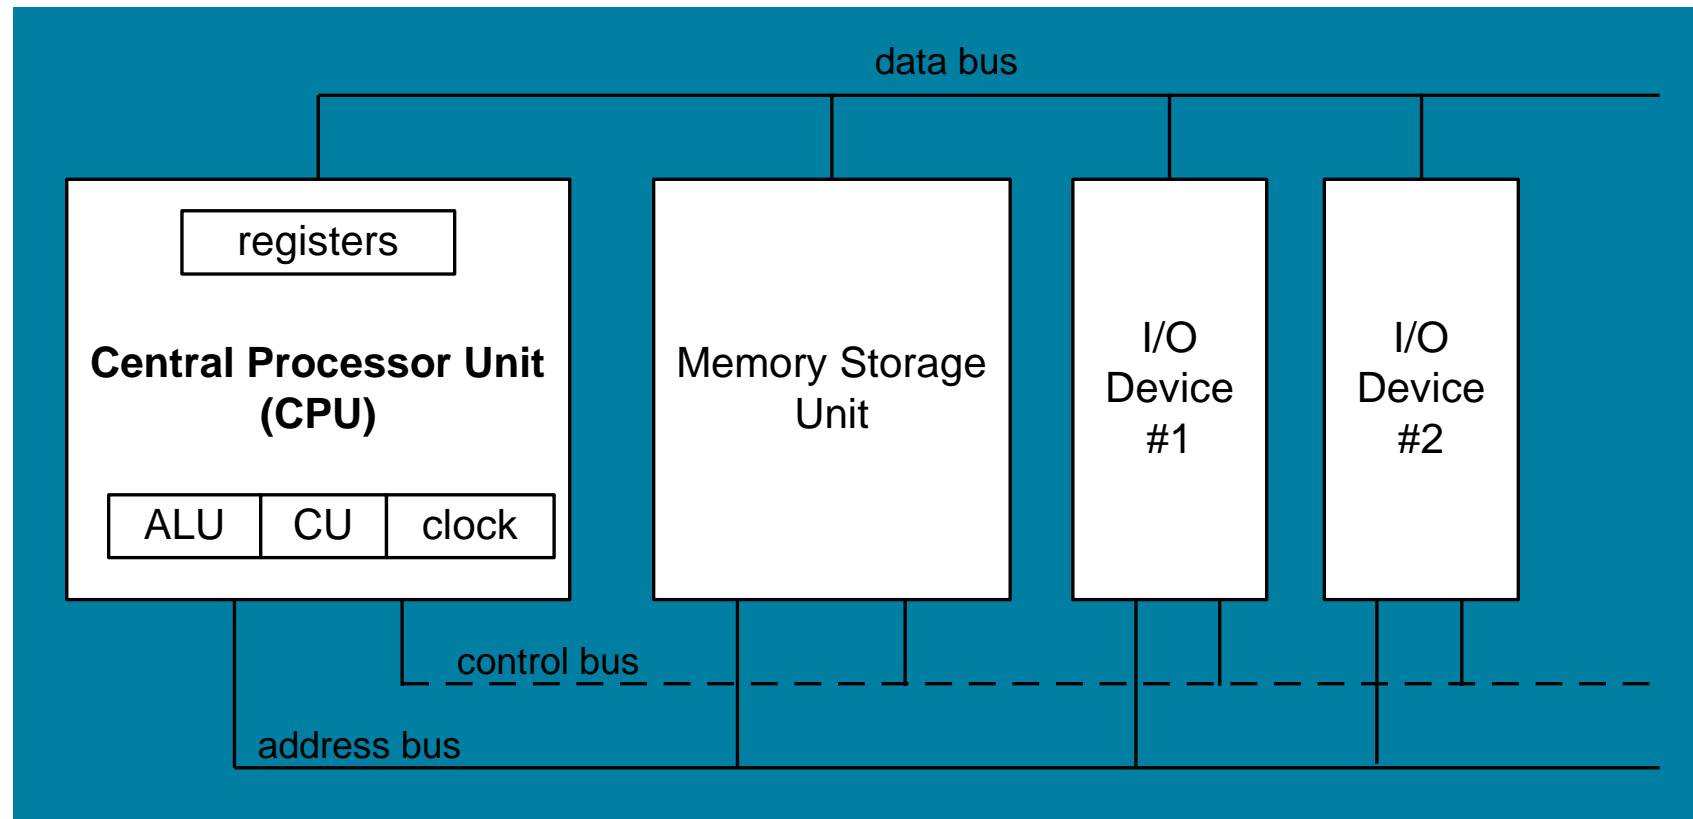 data bus
registers
Central Processor Unit
(CPU)
ALU
CU
clock
Memory Storage
Unit
I/O
Device
#1
I/O
Device
#2
control bus
address bus